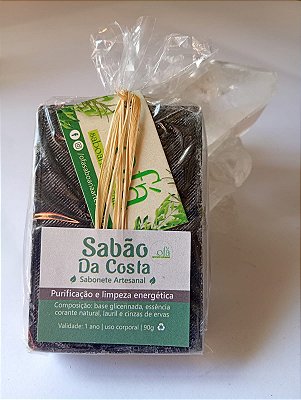 Sabão
Da Costa
olá
Sabonete Artesanal
Purificação e limpeza energética
Composição: base glicerinada, essência
corante natural, lauril e cinzas de ervas
Validade: 1 ano | uso corporal | 90g